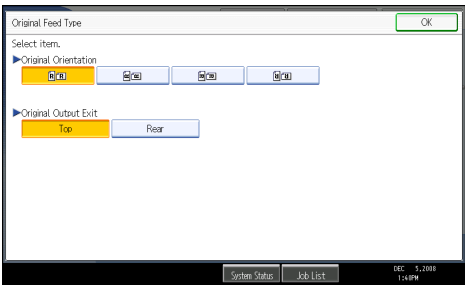 Original Feed Type
OK
Select item.
▶Original Orientation
▶Original Output Exit
Top Rear
System Status Job List
DEC 5,2008
1:48PM